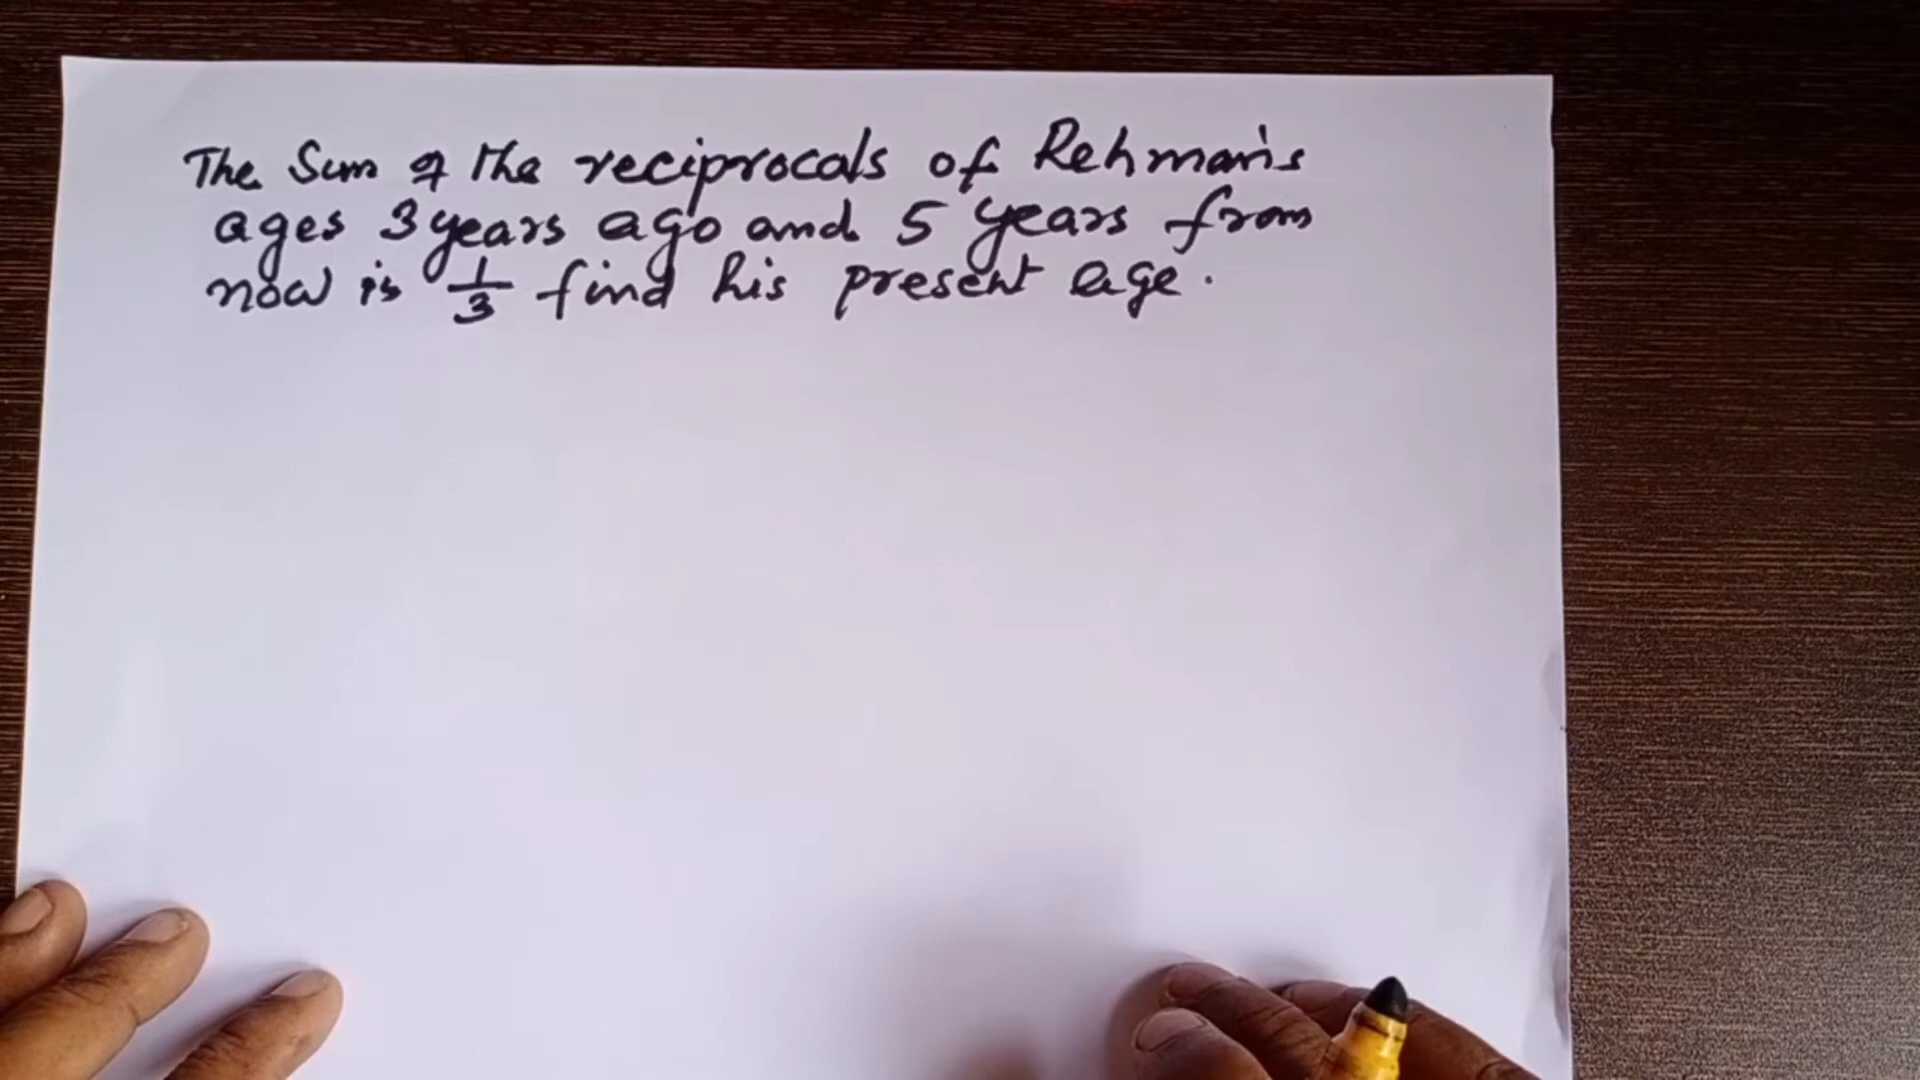 The Sum of the reciprocals of Rehman's
ages 3 years ago and 5 years from
now is 1/3 find his present age.